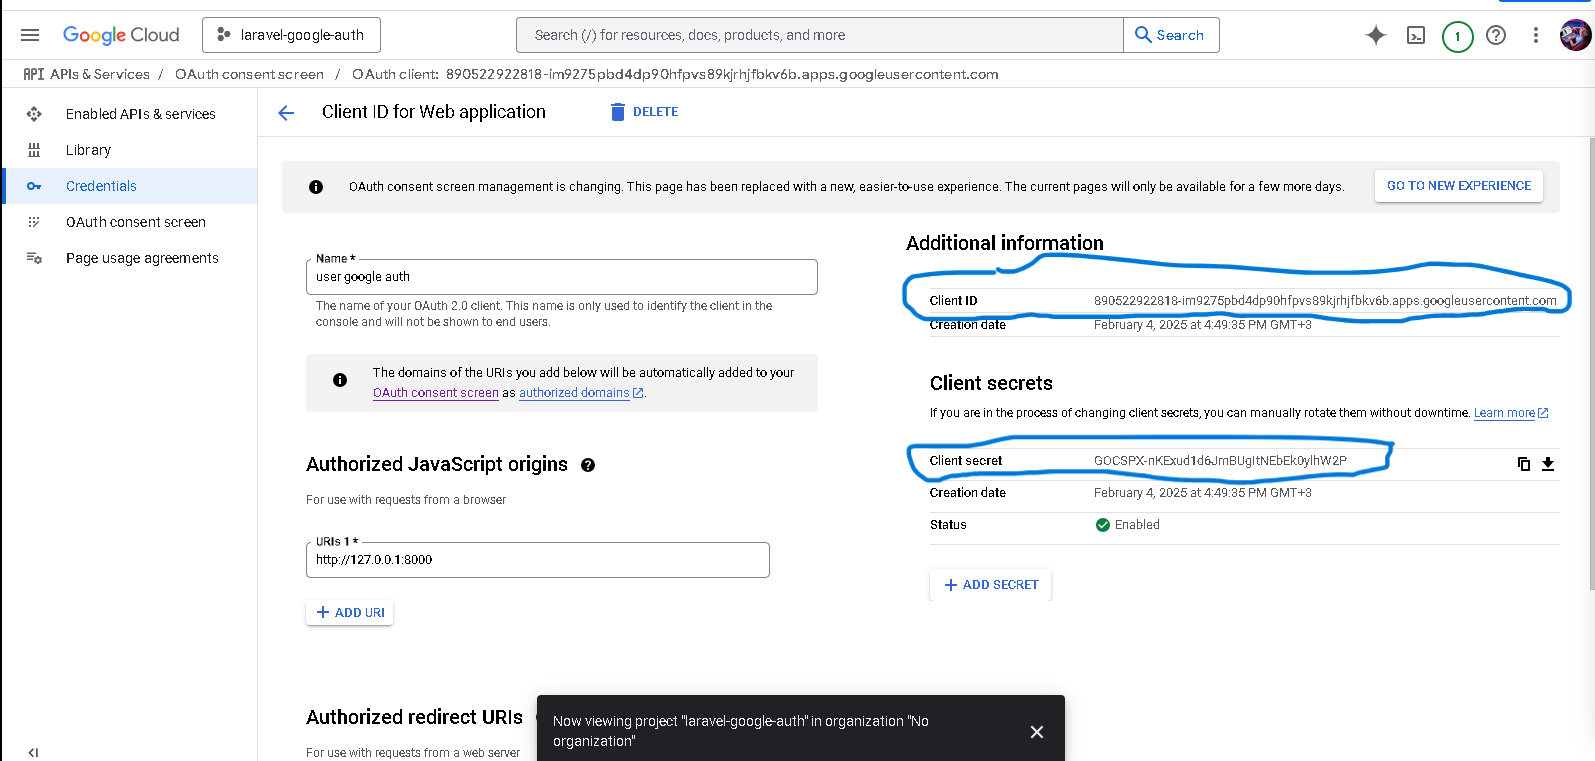 Google Cloud
laravel-google-auth
Search (/) for resources, docs, products, and more
Search
1
API APIs & Services / OAuth consent screen / OAuth client: 890522922818-im9275pbd4dp90hfpvs89kjrhjfbkv6b.apps.googleusercontent.com
Enabled APIs & services
Library
Credentials
OAuth consent screen
Page usage agreements
Client ID for Web application
DELETE
OAuth consent screen management is changing. This page has been replaced with a new, easier-to-use experience. The current pages will only be available for a few more days.
GO TO NEW EXPERIENCE
Name *
user google auth
The name of your OAuth 2.0 client. This name is only used to identify the client in the
console and will not be shown to end users.
The domains of the URIs you add below will be automatically added to your
OAuth consent screen as authorized domains.
Authorized JavaScript origins
For use with requests from a browser
URIs 1 *
http://127.0.0.1:8000
+ ADD URI
Authorized redirect URIs
For use with requests from a web server
Additional information
Client ID 890522922818-im9275pbd4dp90hfpvs89kjrhjfbkv6b.apps.googleusercontent.com
Creation date February 4, 2025 at 4:49:35 PM GMT+3
Client secrets
If you are in the process of changing client secrets, you can manually rotate them without downtime. Learn more
Client secret
Creation date February 4, 2025 at 4:49:35 PM GMT+3
Status Enabled
+ ADD SECRET
Now viewing project "laravel-google-auth" in organization "No
organization"